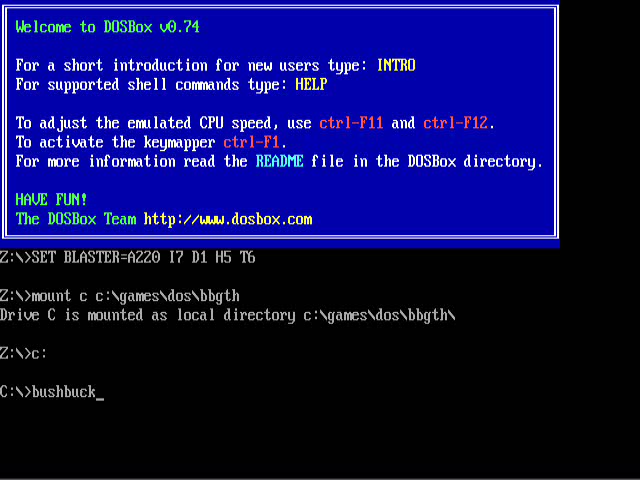 Welcome to DOSBox v0.74
For a short introduction for new users type: INTRO
For supported shell commands type: HELP
To adjust the emulated CPU speed, use ctrl-F11 and ctrl-F12.
To activate the keymapper ctrl-F1.
For more information read the README file in the DOSBox directory.
HAVE FUN!
The DOSBox Team http://www.dosbox.com
Z:\>SET BLASTER=A220 I7 D1 H5 T6
Z:\>mount c c:\games\dos\bbgth
Drive C is mounted as local directory c:\games\dos\bbgth\
Z:\>c:
C:\>bushbuck_